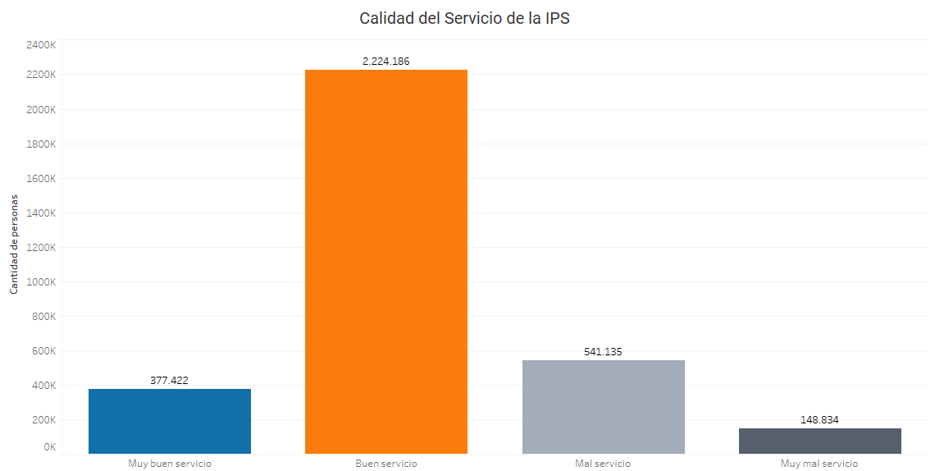 Calidad del Servicio de la IPS
2400K
2200K
2000K
1800K
1600K
1400K
1200K
1000K
800K
600K
400K
200K
0K
Cantidad de personas
377.422
2.224.186
541.135
148.834
Muy buen servicio
Buen servicio
Mal servicio
Muy mal servicio